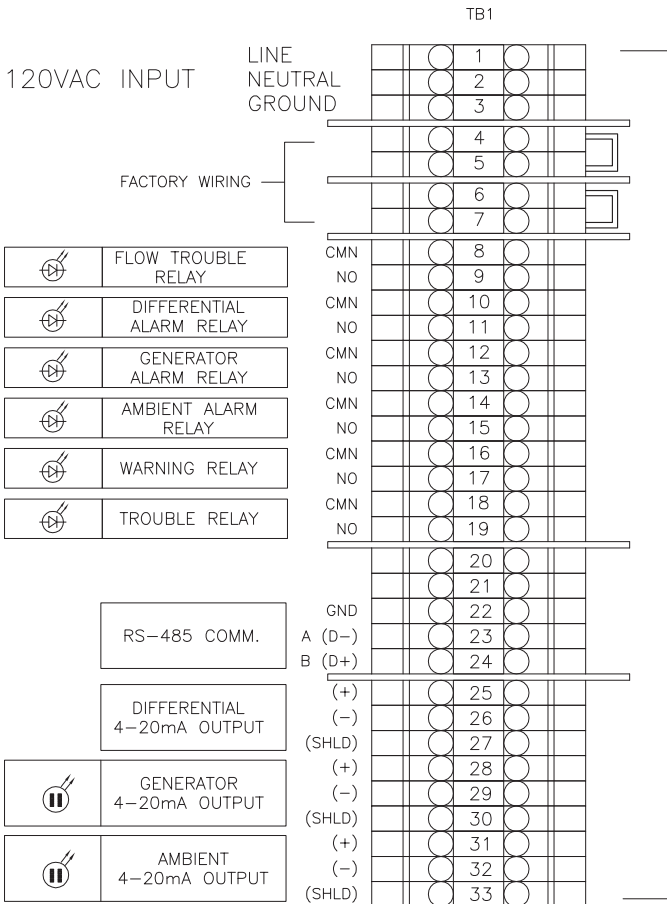 TB1
120VAC INPUT
LINE 1
NEUTRAL 2
GROUND 3
4
FACTORY WIRING
5
6
7
FLOW TROUBLE
RELAY
CMN 8
NO 9
DIFFERENTIAL
ALARM RELAY
CMN 10
NO 11
GENERATOR
ALARM RELAY
CMN 12
NO 13
AMBIENT ALARM
RELAY
CMN 14
NO 15
WARNING RELAY
CMN 16
NO 17
TROUBLE RELAY
CMN 18
NO 19
20
21
RS-485 COMM.
GND 22
A (D-) 23
B (D+) 24
DIFFERENTIAL
4-20mA OUTPUT
(+) 25
(-) 26
(SHLD) 27
GENERATOR
4-20mA OUTPUT
(+) 28
(-) 29
(SHLD) 30
AMBIENT
4-20mA OUTPUT
(+) 31
(-) 32
(SHLD) 33